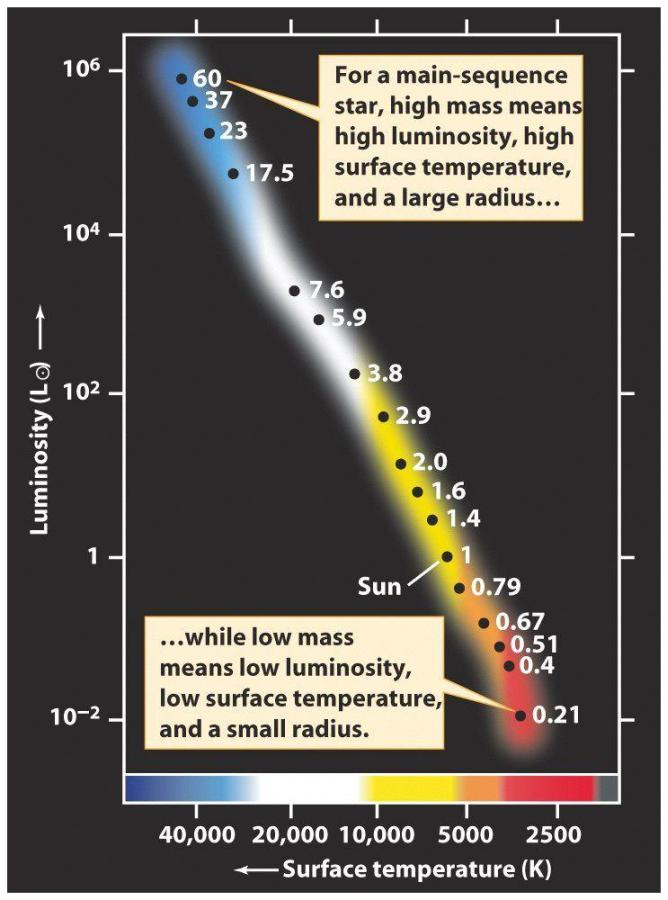 10⁶
60
37
23
17.5
For a main-sequence
star, high mass means
high luminosity, high
surface temperature,
and a large radius...
10⁴
7.6
5.9
3.8
10²
2.9
2.0
1.6
1.4
Luminosity (L⊙) →
1
1
Sun
0.79
0.67
0.51
0.4
...while low mass
means low luminosity,
low surface temperature,
and a small radius.
10⁻²
0.21
40,000 20,000 10,000 5000 2500
← Surface temperature (K)